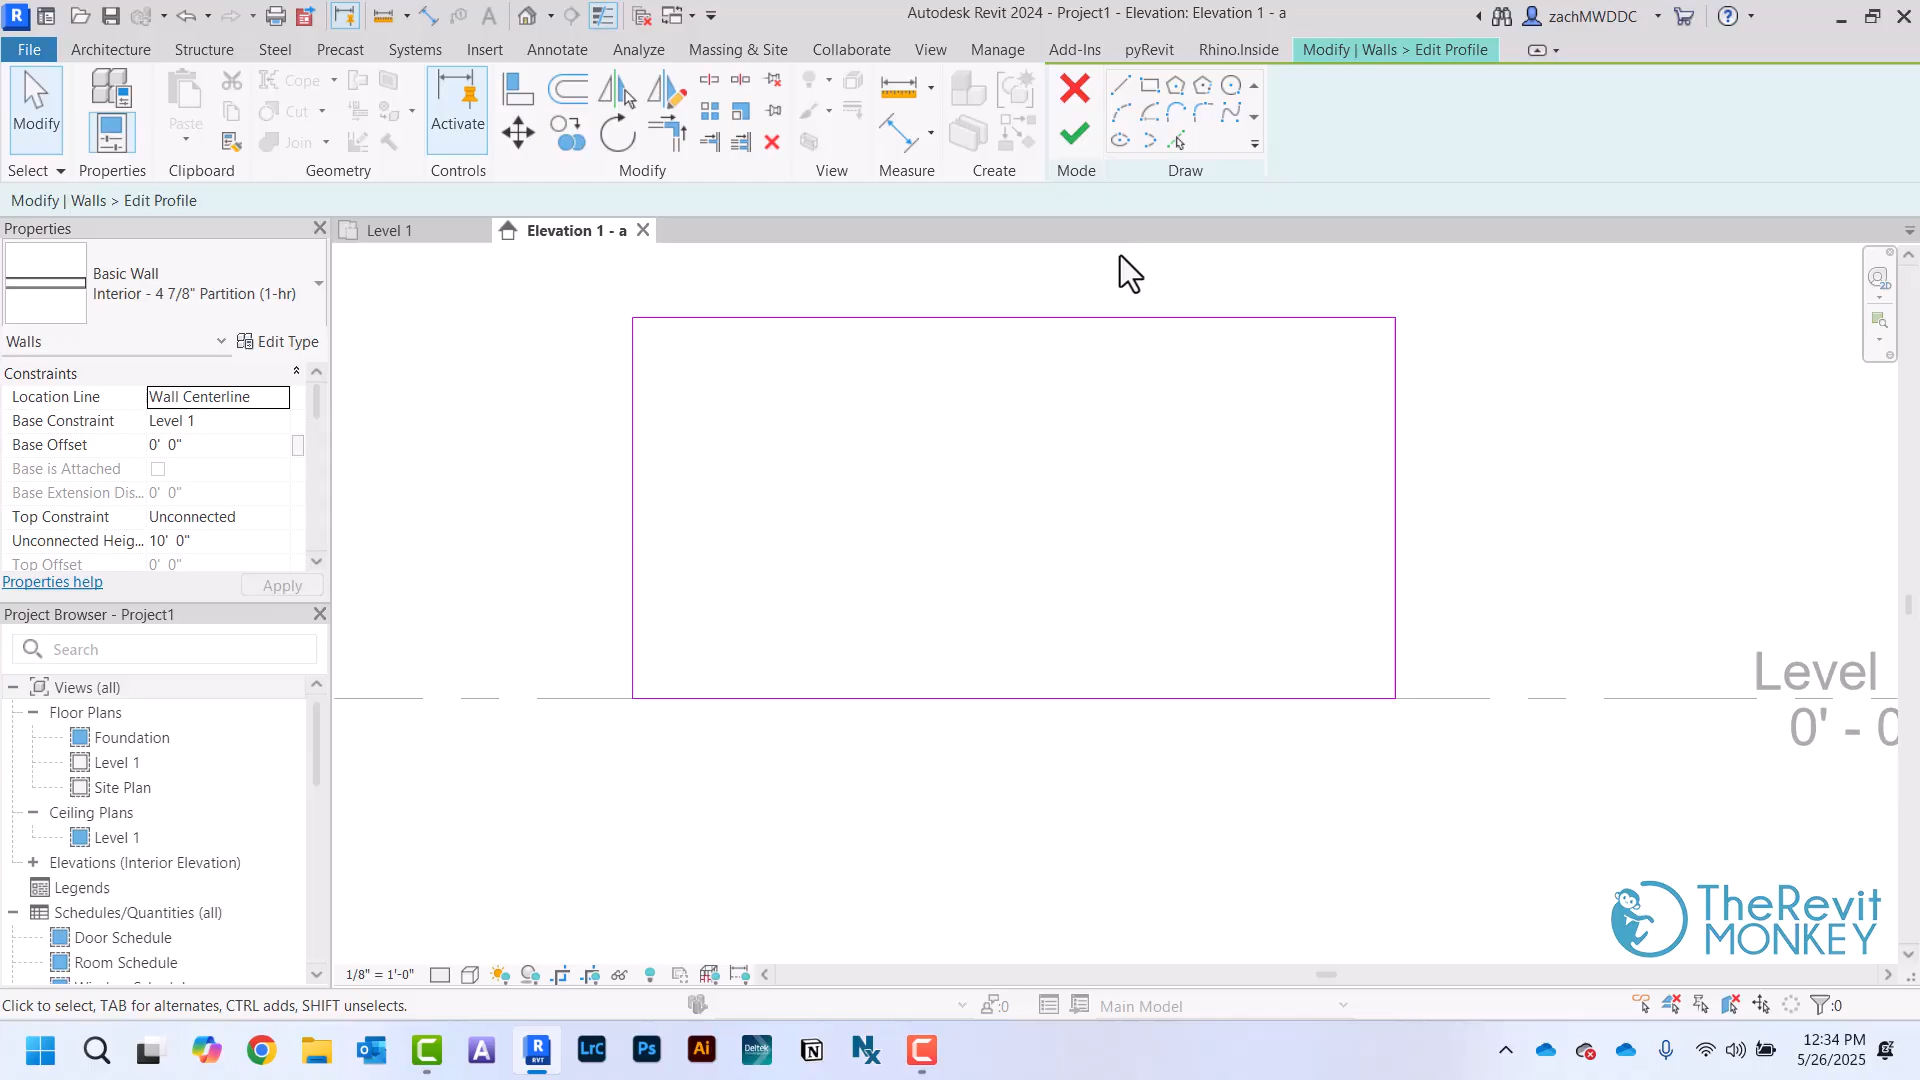 Autodesk Revit 2024 - Project1 - Elevation: Elevation 1 - a
zachMWDDC
File
Architecture
Structure
Steel
Precast
Systems
Insert
Annotate
Analyze
Massing & Site
Collaborate
View
Manage
Add-Ins
pyRevit
Rhino.Inside
Modify | Walls > Edit Profile
Modify
Paste
Cope
Cut
Join
Activate
Select
Properties
Clipboard
Geometry
Controls
Modify
View
Measure
Create
Mode
Draw
Modify | Walls > Edit Profile
Properties
Level 1
Elevation 1 - a
Basic Wall
Interior - 4 7/8" Partition (1-hr)
Walls
Edit Type
Constraints
Location Line Wall Centerline
Base Constraint Level 1
Base Offset 0' 0"
Base is Attached
Base Extension Dis... 0' 0"
Top Constraint Unconnected
Unconnected Heig... 10' 0"
Top Offset 0' 0"
Properties help
Apply
Project Browser - Project1
Search
Views (all)
Floor Plans
Foundation
Level 1
Site Plan
Ceiling Plans
Level 1
Elevations (Interior Elevation)
Legends
Schedules/Quantities (all)
Door Schedule
Room Schedule
Level
0' - 0
TheRevit
MONKEY
1/8" = 1'-0"
Click to select, TAB for alternates, CTRL adds, SHIFT unselects.
:0
Main Model
:0
LrC
Ps
Ai
Deltek
12:34 PM
5/26/2025